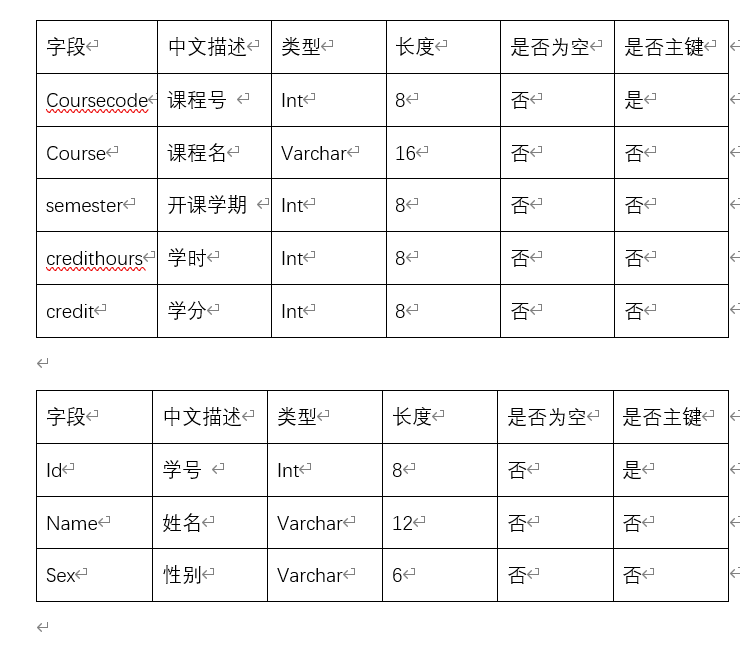 字段 中文描述 类型 长度 是否为空 是否主键
Coursecode 课程号 Int 8 否 是
Course 课程名 Varchar 16 否 否
semester 开课学期 Int 8 否 否
credithours 学时 Int 8 否 否
credit 学分 Int 8 否 否
字段 中文描述 类型 长度 是否为空 是否主键
Id 学号 Int 8 否 是
Name 姓名 Varchar 12 否 否
Sex 性别 Varchar 6 否 否